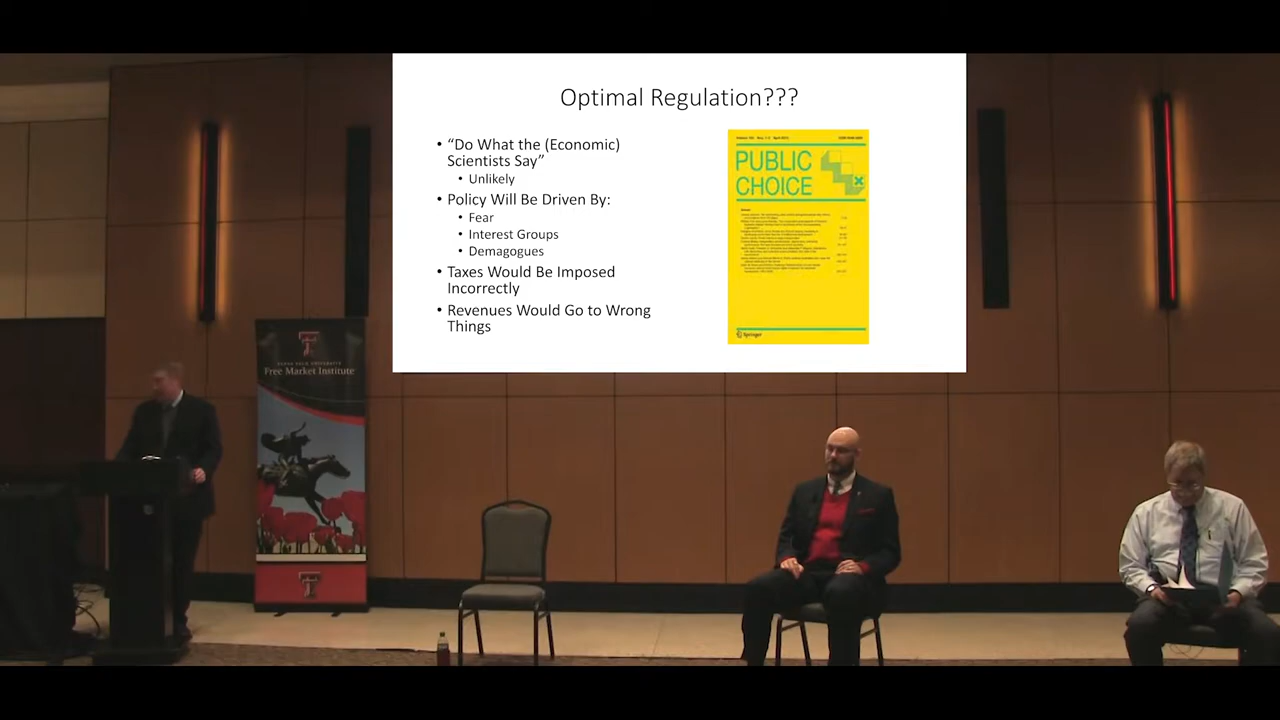 Optimal Regulation???
• “Do What the (Economic)
Scientists Say”
• Unlikely
• Policy Will Be Driven By:
• Fear
• Interest Groups
• Demagogues
• Taxes Would Be Imposed
Incorrectly
• Revenues Would Go to Wrong
Things
PUBLIC
CHOICE
Springer
Free Market Institute